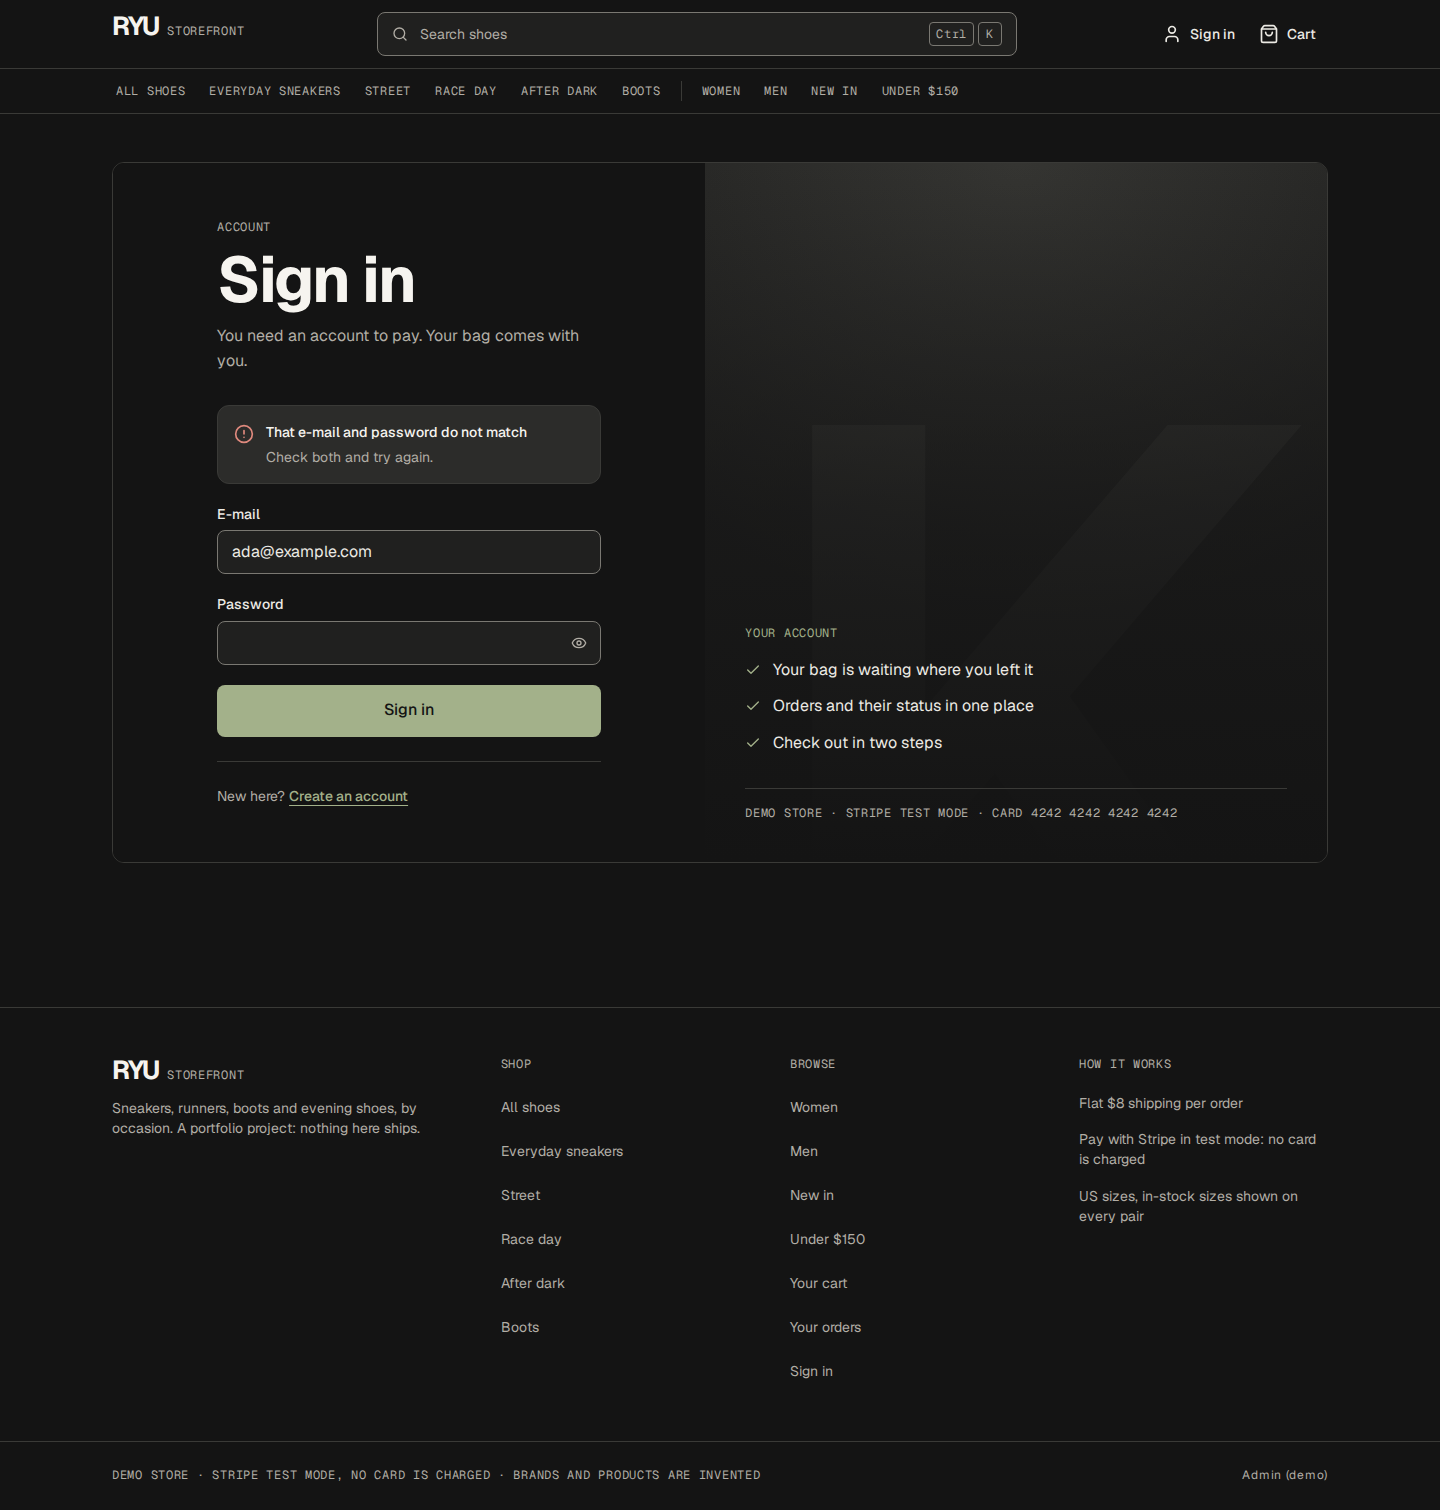 RYU STOREFRONT
Search shoes
Ctrl K
Sign in
Cart
ALL SHOES EVERYDAY SNEAKERS STREET RACE DAY AFTER DARK BOOTS WOMEN MEN NEW IN UNDER $150
ACCOUNT
Sign in
You need an account to pay. Your bag comes with
you.
That e-mail and password do not match
Check both and try again.
E-mail
ada@example.com
Password
Sign in
New here? Create an account
YOUR ACCOUNT
Your bag is waiting where you left it
Orders and their status in one place
Check out in two steps
DEMO STORE · STRIPE TEST MODE · CARD 4242 4242 4242 4242
RYU STOREFRONT
Sneakers, runners, boots and evening shoes, by
occasion. A portfolio project: nothing here ships.
SHOP
All shoes
Everyday sneakers
Street
Race day
After dark
Boots
BROWSE
Women
Men
New in
Under $150
Your cart
Your orders
Sign in
HOW IT WORKS
Flat $8 shipping per order
Pay with Stripe in test mode: no card
is charged
US sizes, in-stock sizes shown on
every pair
DEMO STORE · STRIPE TEST MODE, NO CARD IS CHARGED · BRANDS AND PRODUCTS ARE INVENTED
Admin (demo)